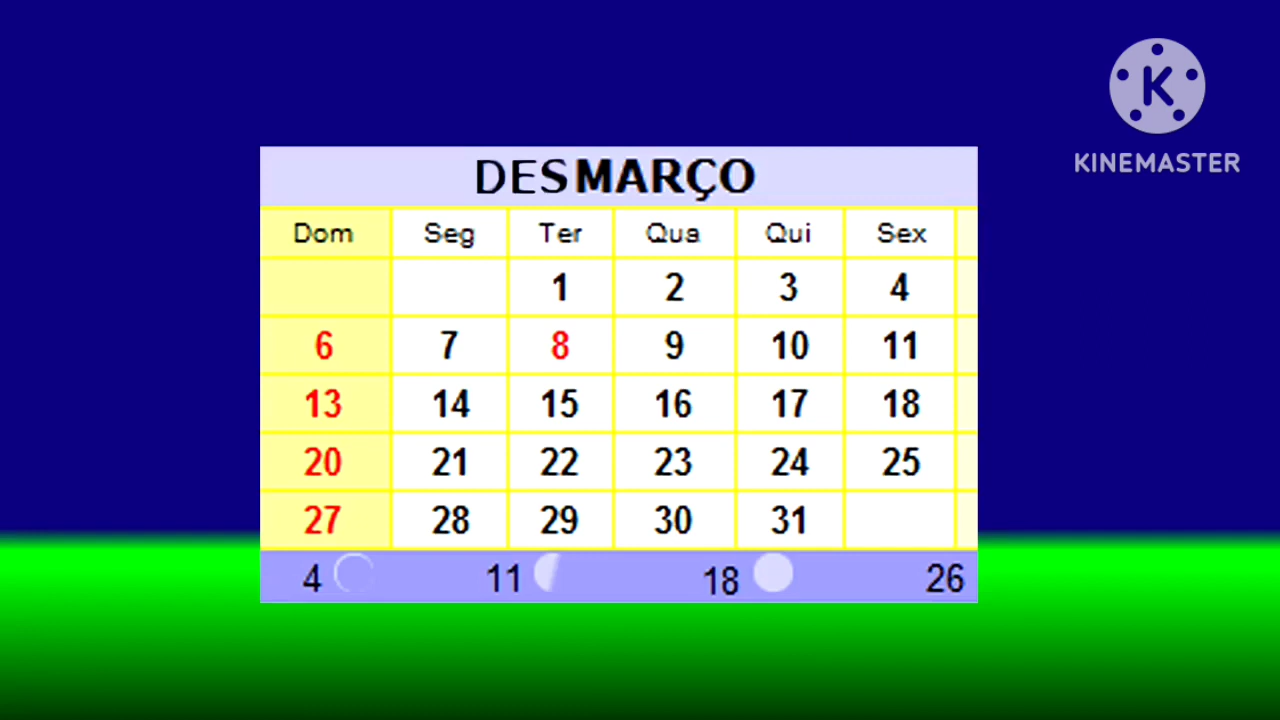 K
KINEMASTER
DESMARÇO
Dom Seg Ter Qua Qui Sex
1 2 3 4
6 7 8 9 10 11
13 14 15 16 17 18
20 21 22 23 24 25
27 28 29 30 31
4 11 18 26